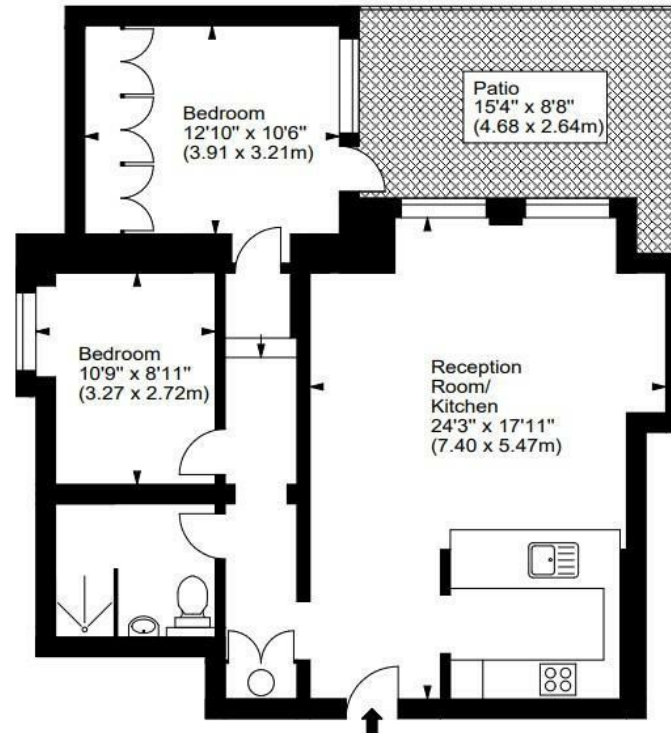 Patio
15'4" x 8'8"
(4.68 x 2.64m)
Bedroom
12'10" x 10'6"
(3.91 x 3.21m)
Bedroom
10'9" x 8'11"
(3.27 x 2.72m)
Reception
Room/
Kitchen
24'3" x 17'11"
(7.40 x 5.47m)